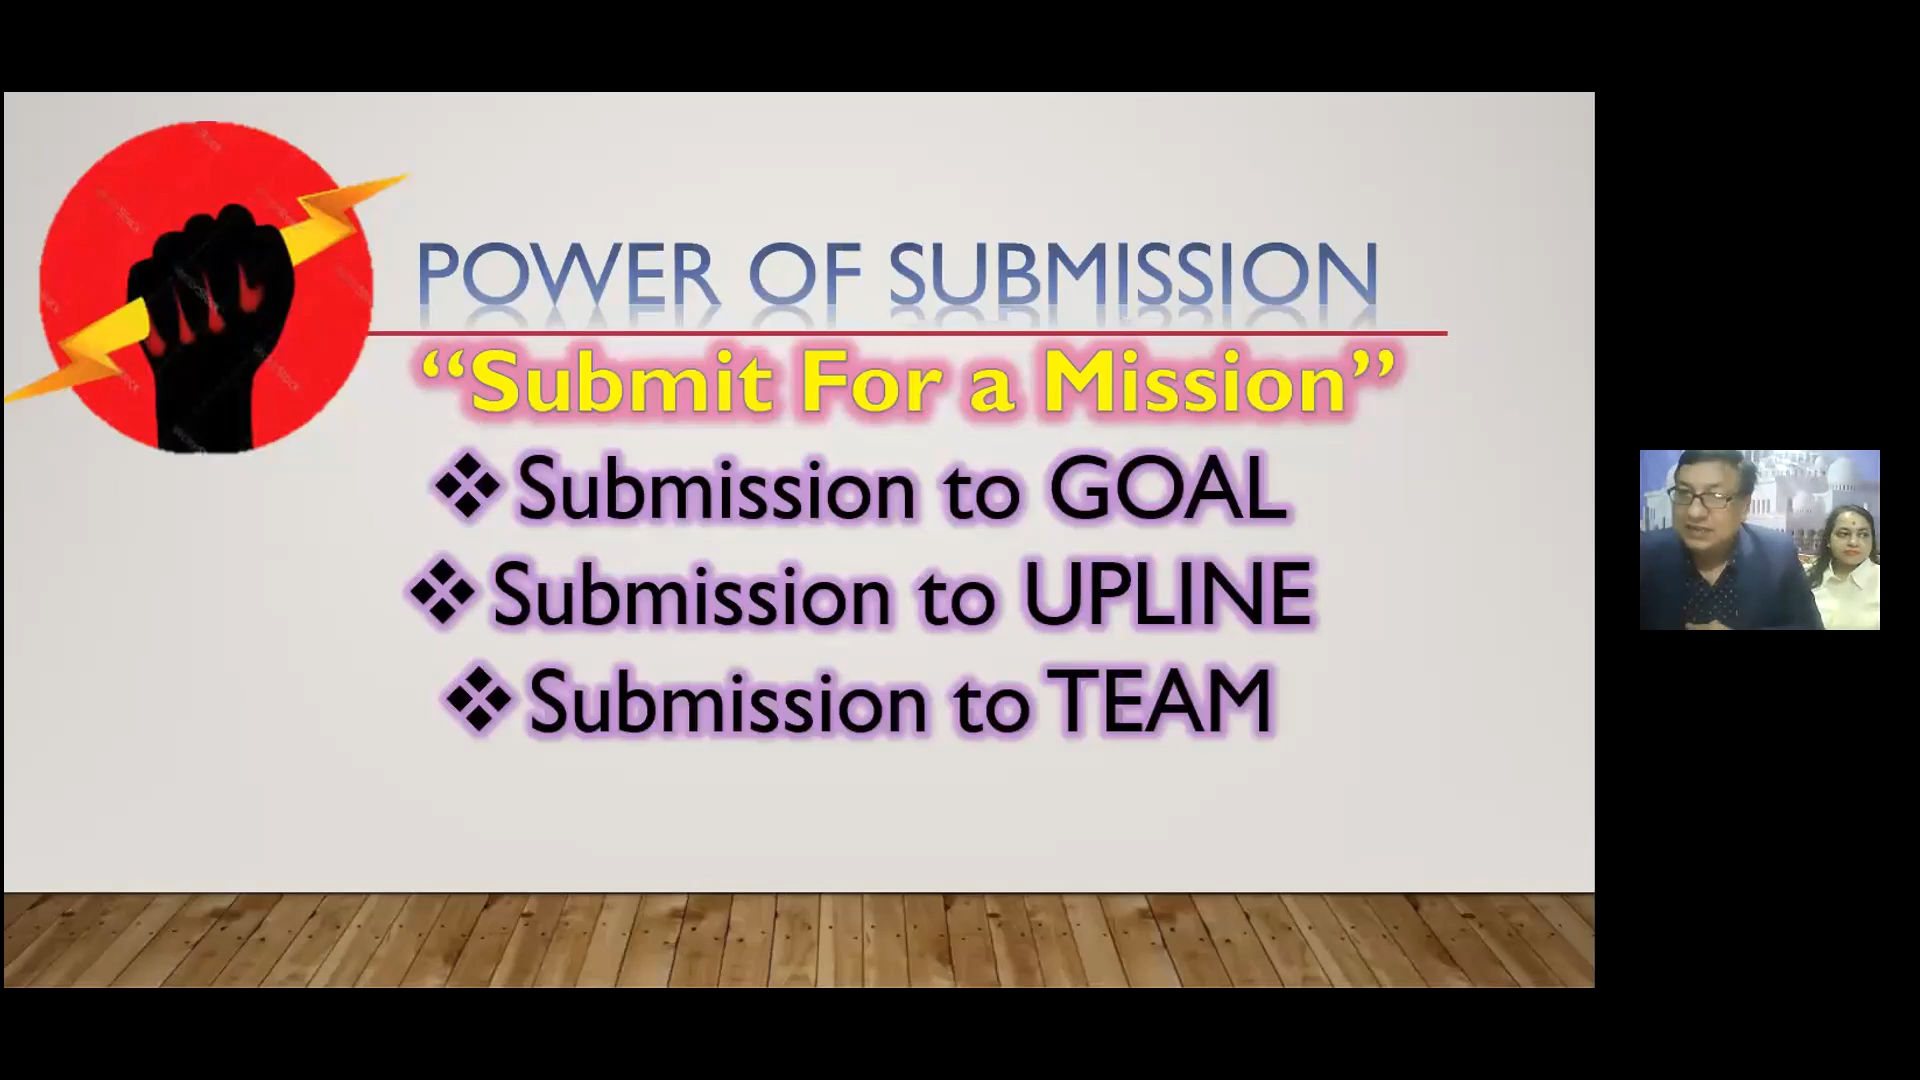 POWER OF SUBMISSION
“Submit For a Mission”
❖Submission to GOAL
❖Submission to UPLINE
❖Submission to TEAM